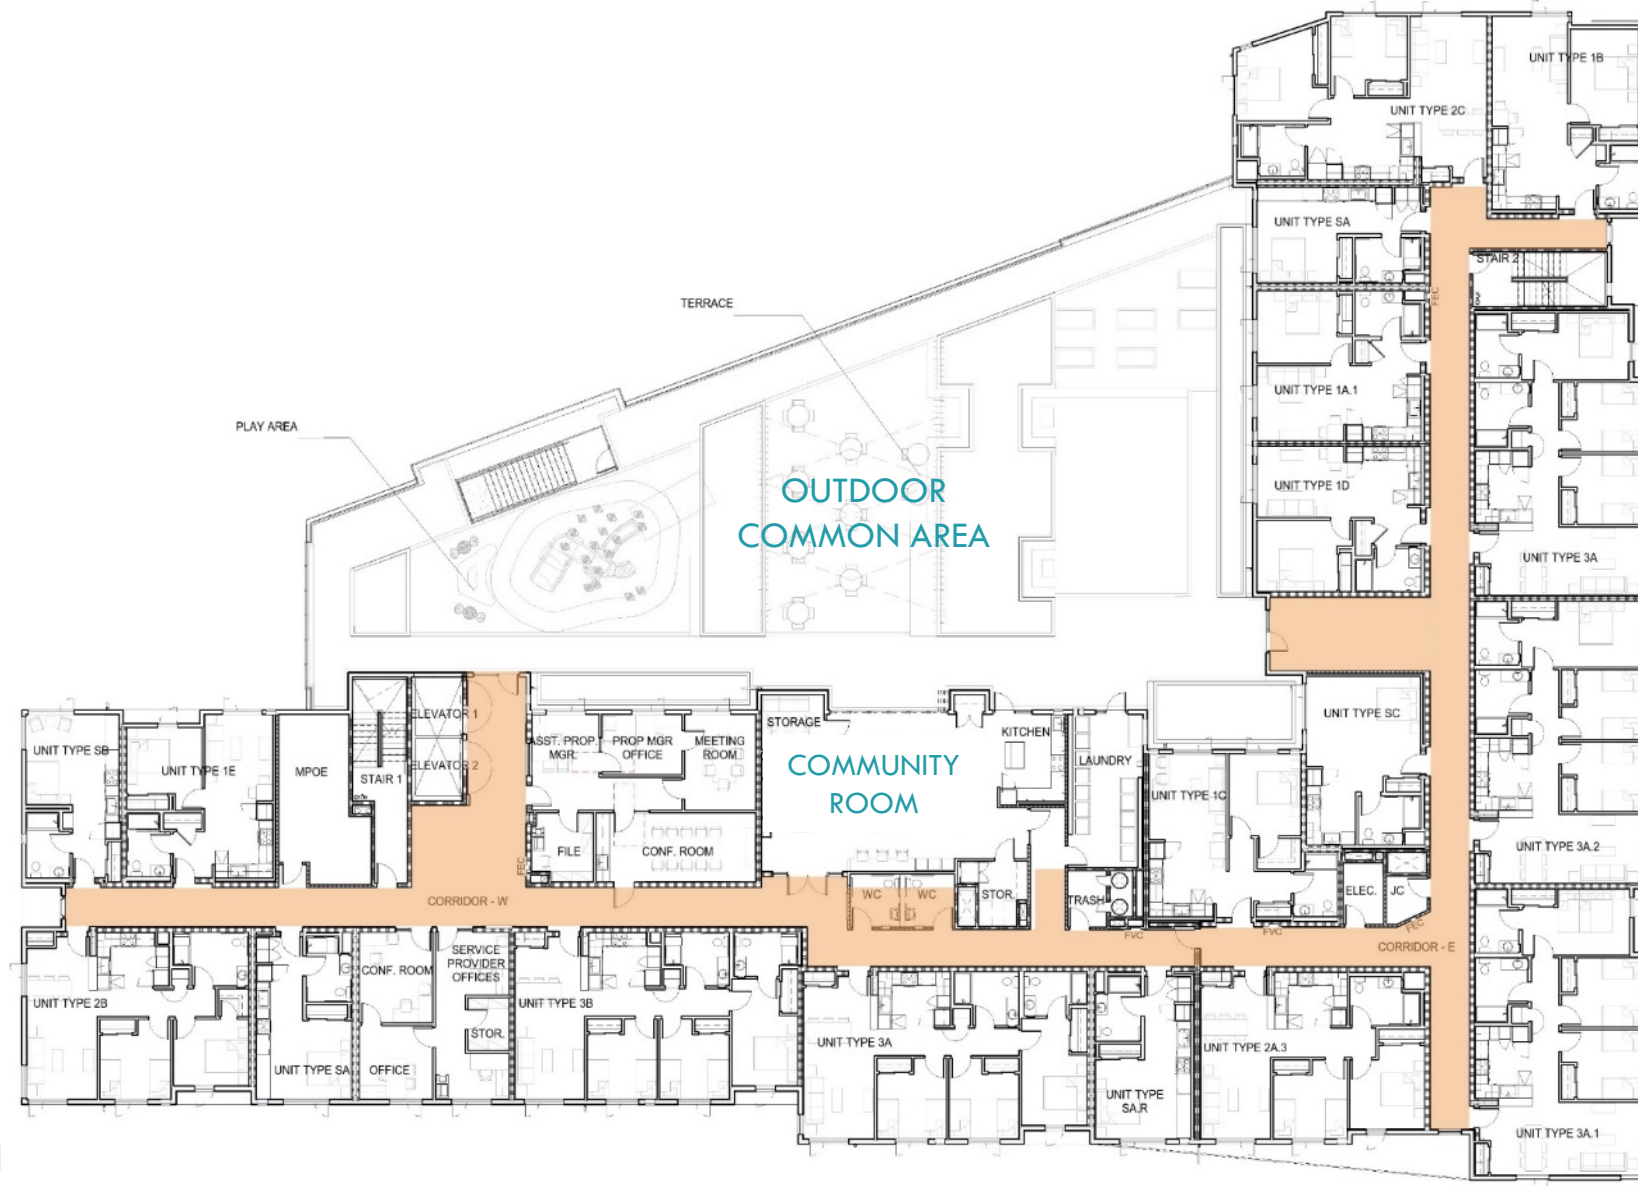 UNIT TYPE 1B
UNIT TYPE 2C
UNIT TYPE SA
STAIR 2
FEC
TERRACE
UNIT TYPE 1A.1
PLAY AREA
UNIT TYPE 1D
OUTDOOR
COMMON AREA
UNIT TYPE 3A
UNIT TYPE SB
UNIT TYPE 1E
MPOE
STAIR 1
ELEVATOR 1
ELEVATOR 2
ASST. PROP.
MGR.
PROP MGR
OFFICE
MEETING
ROOM
STORAGE
COMMUNITY
ROOM
KITCHEN
LAUNDRY
UNIT TYPE 1C
UNIT TYPE SC
UNIT TYPE 3A.2
FEC
FILE
CONF. ROOM
WC
WC
STOR.
TRASH
ELEC.
JC
CORRIDOR - W
FVC
FVC
FEC
CORRIDOR - E
UNIT TYPE 2B
UNIT TYPE SA
CONF. ROOM
OFFICE
SERVICE
PROVIDER
OFFICES
STOR.
UNIT TYPE 3B
UNIT TYPE 3A
UNIT TYPE
SA.R
UNIT TYPE 2A.3
UNIT TYPE 3A.1